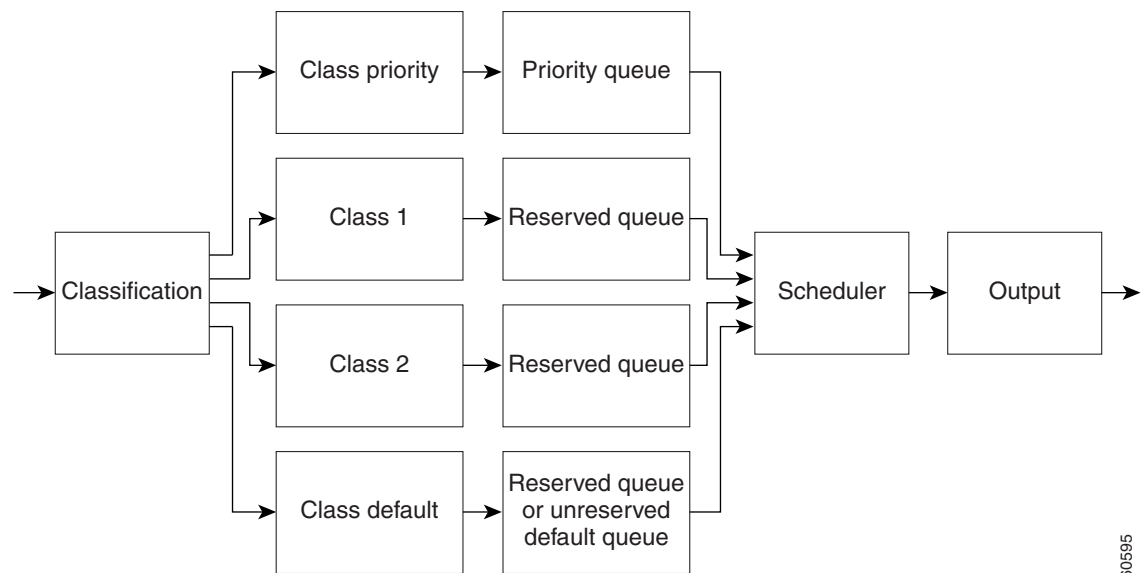 Class priority
Priority queue
Class 1
Reserved queue
Classification
Scheduler
Output
Class 2
Reserved queue
Class default
Reserved queue
or unreserved
default queue